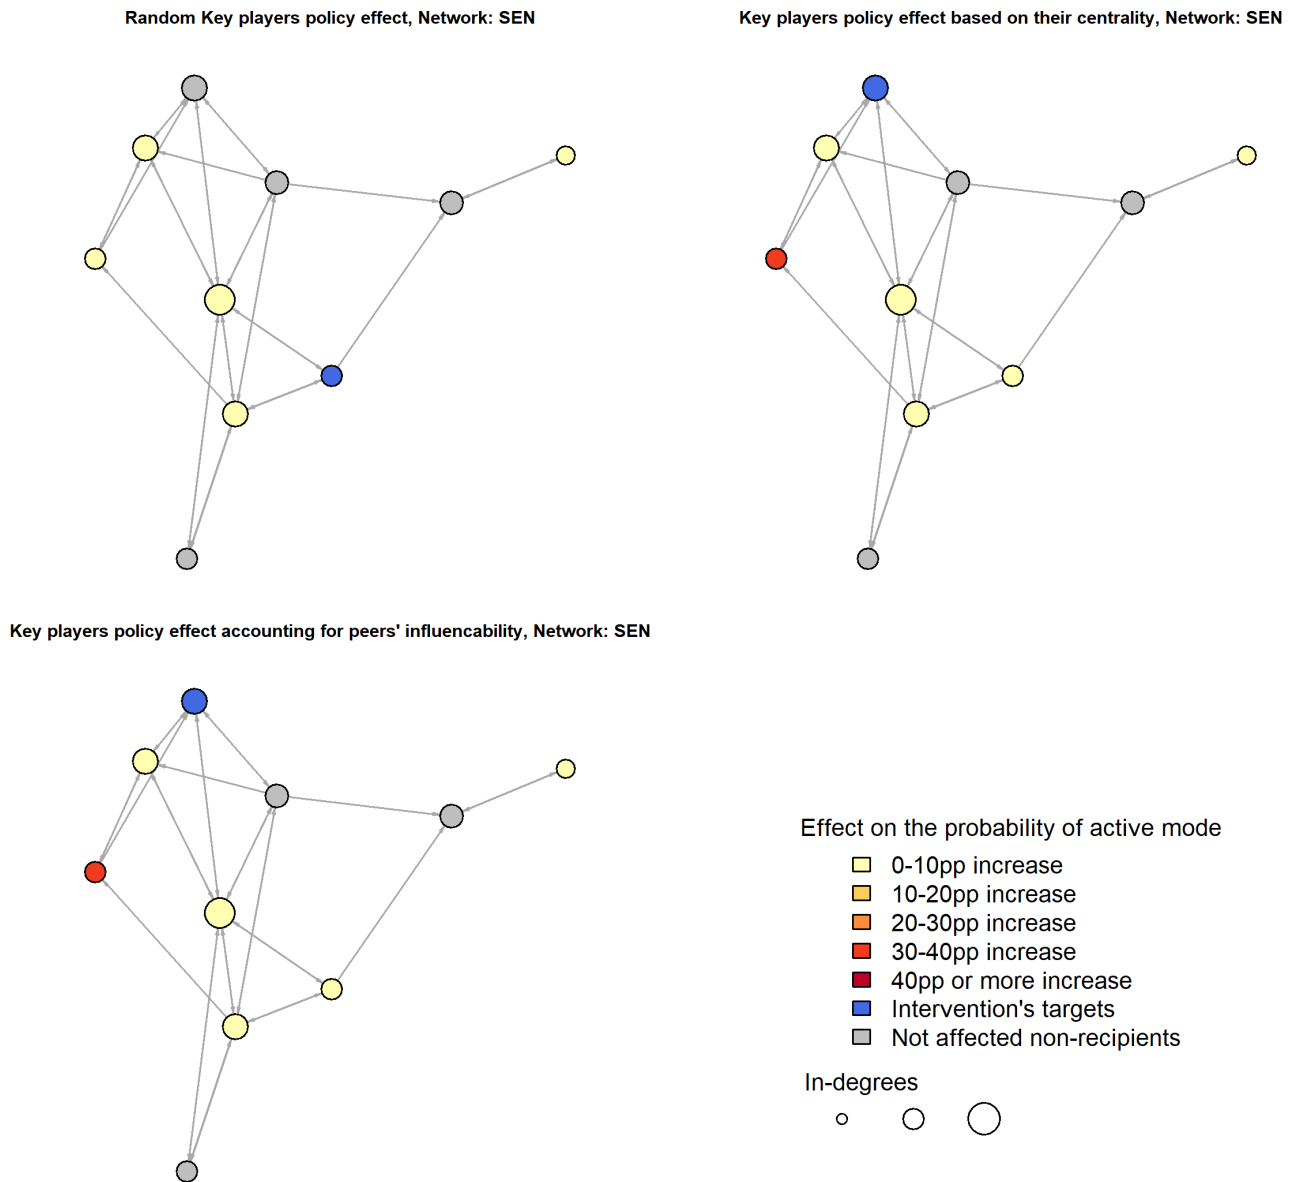 Random Key players policy effect, Network: SEN
Key players policy effect based on their centrality, Network: SEN
Key players policy effect accounting for peers' influencability, Network: SEN
Effect on the probability of active mode
0-10pp increase
10-20pp increase
20-30pp increase
30-40pp increase
40pp or more increase
Intervention's targets
Not affected non-recipients
In-degrees